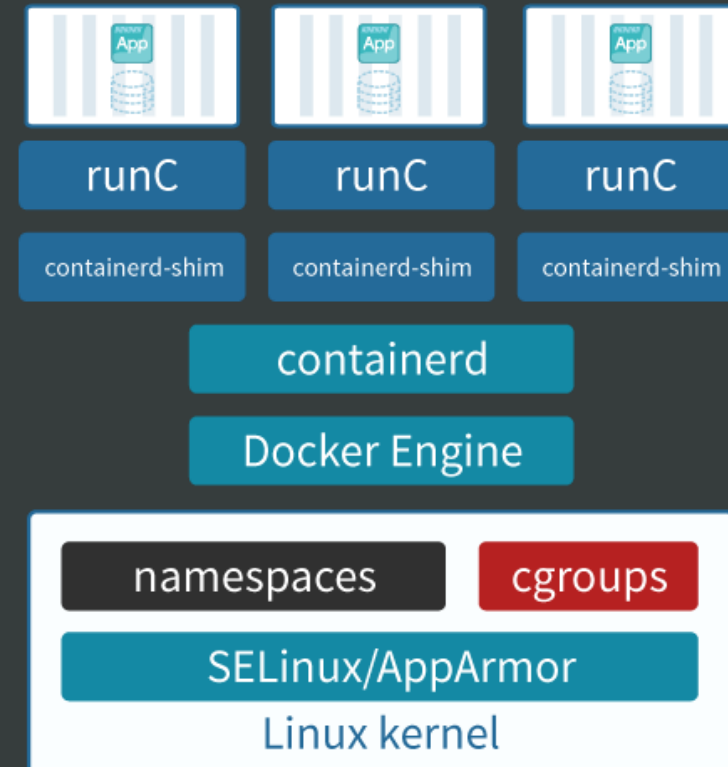 App App App
runC runC runC
containerd-shim containerd-shim containerd-shim
containerd
Docker Engine
namespaces cgroups
SELinux/AppArmor
Linux kernel